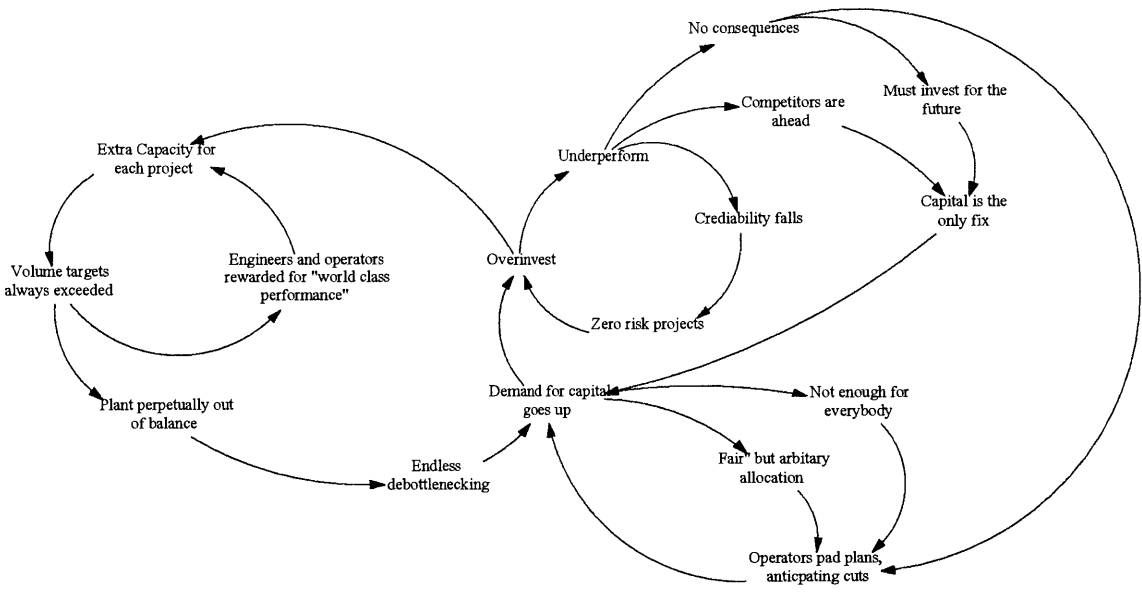 No consequences
Must invest for the
future
Competitors are
ahead
Extra Capacity for
each project
Underperform
Capital is the
only fix
Crediability falls
Engineers and operators
rewarded for "world class
performance"
Overinvest
Volume targets
always exceeded
Zero risk projects
Demand for capital
goes up
Not enough for
everybody
Plant perpetually out
of balance
Fair" but arbitary
allocation
Endless
debottlenecking
Operators pad plans,
anticpating cuts